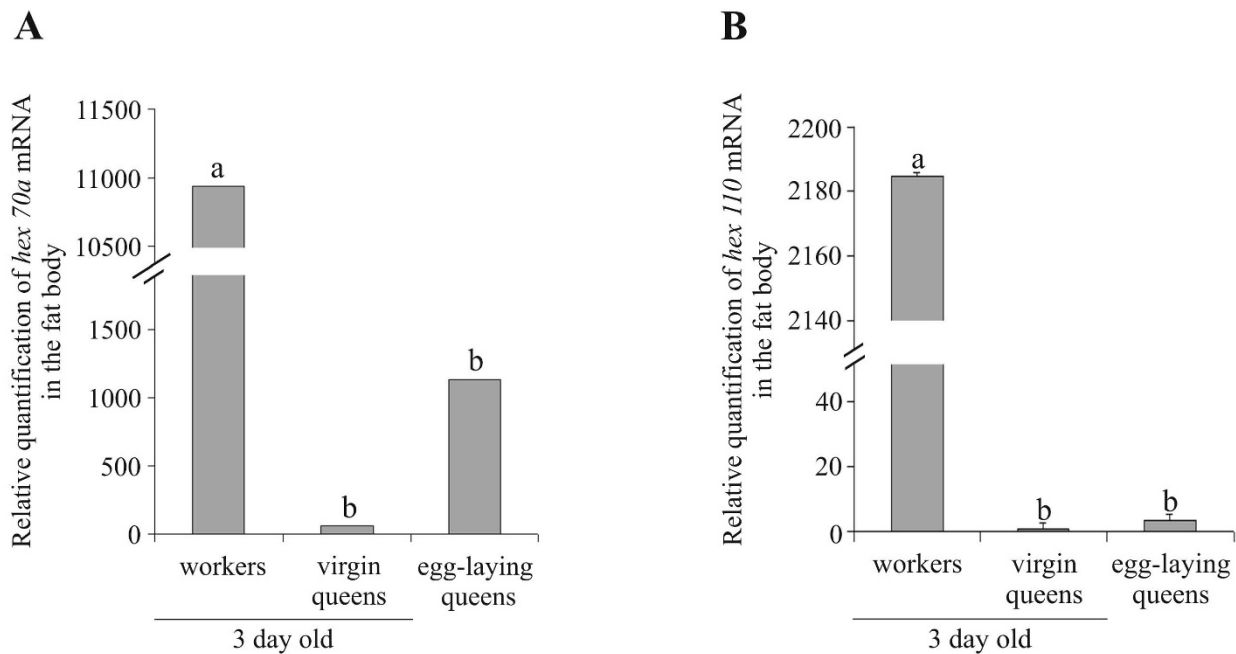 A
Relative quantification of hex 70a mRNA
in the fat body
11500
11000
10500
1500
1000
500
0
a
b
b
workers
virgin
queens
egg-laying
queens
3 day old
B
Relative quantification of hex 110 mRNA
in the fat body
2200
2180
2160
2140
40
20
0
a
b
b
workers
virgin
queens
egg-laying
queens
3 day old